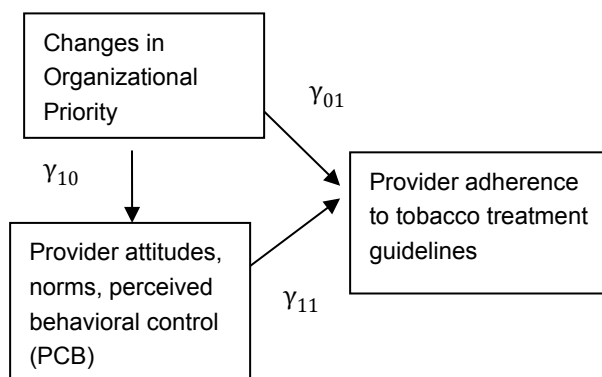 Changes in
Organizational
Priority
γ01
γ10
Provider adherence
to tobacco treatment
guidelines
Provider attitudes,
norms, perceived
behavioral control
(PCB)
γ11